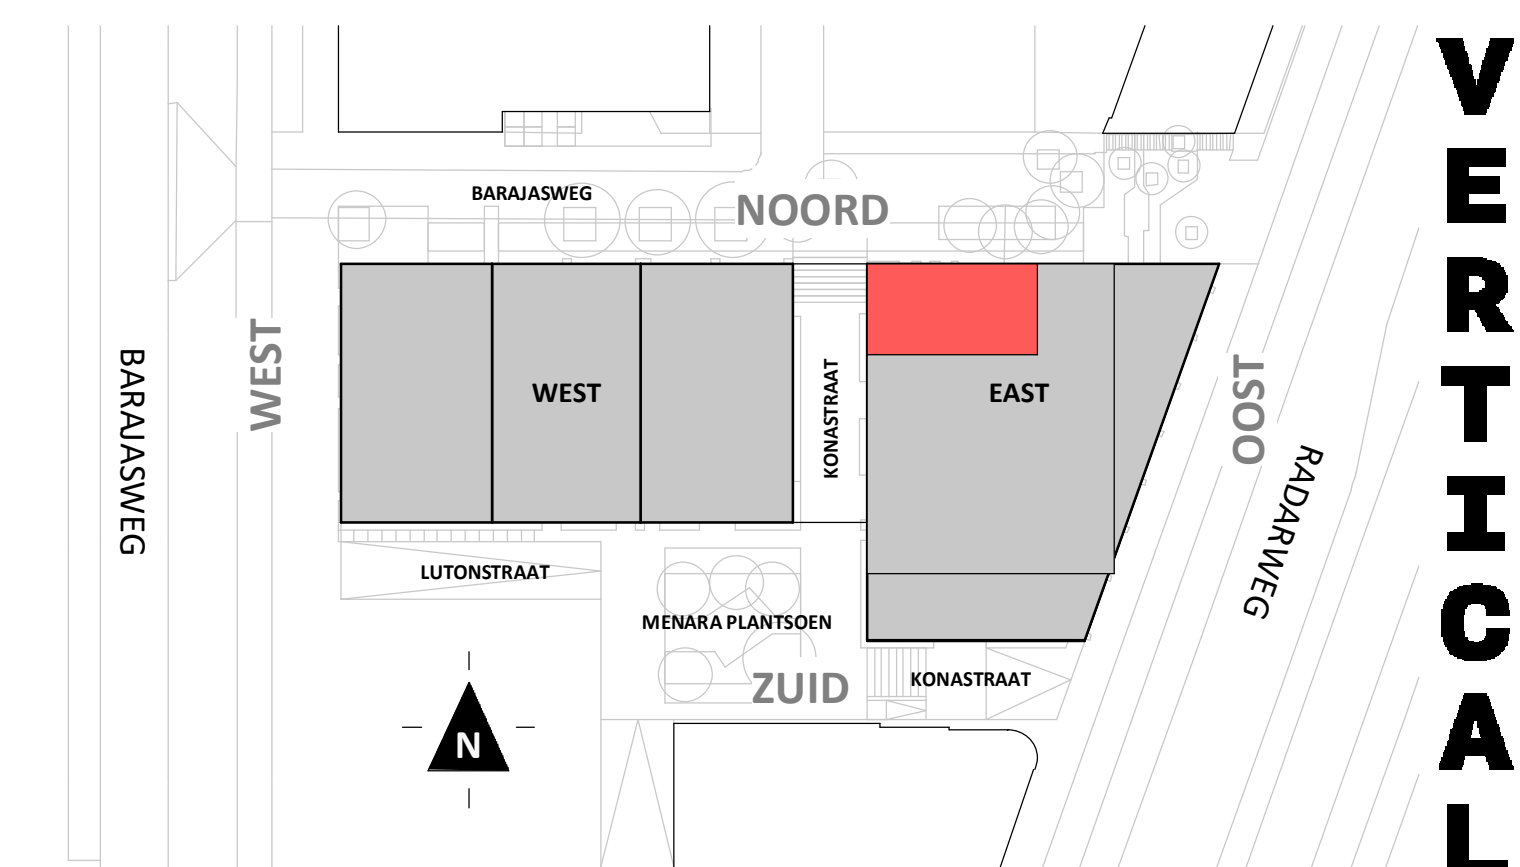 BARAJASWEG
NOORD
WEST
BARAJASWEG
WEST
KONASTRAAT
EAST
OOST
RADARWEG
LUTONSTRAAT
MENARA PLANTSOEN
ZUID
KONASTRAAT
N
VERTICAL